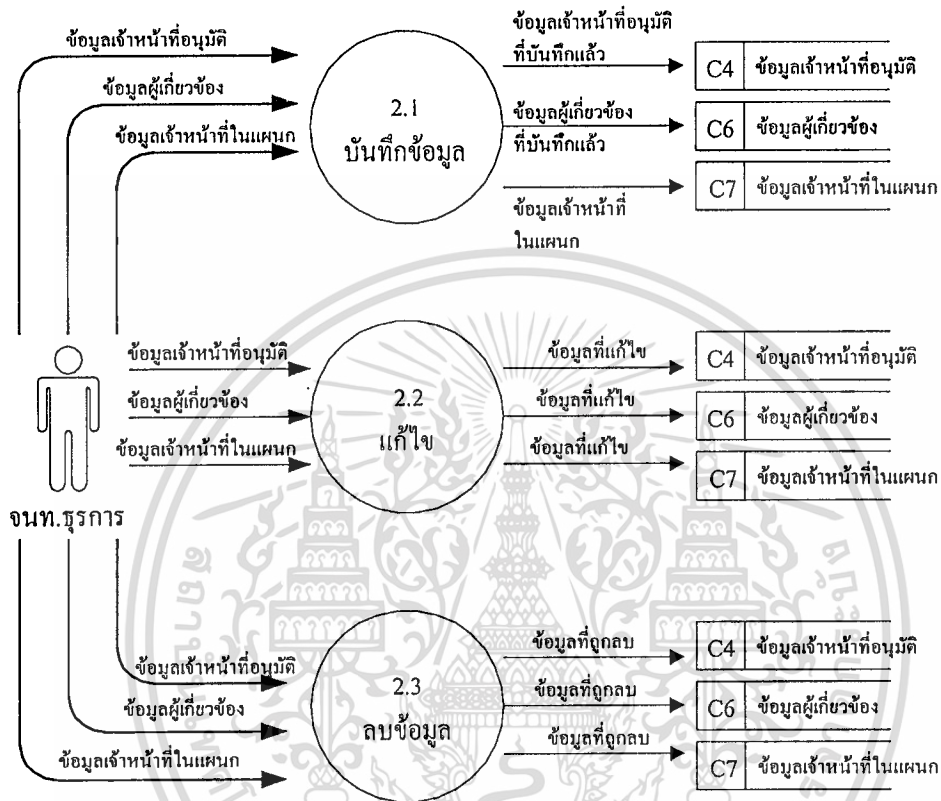 ข้อมูลเจ้าหน้าที่อนุมัติ
ข้อมูลผู้เกี่ยวข้อง
ข้อมูลเจ้าหน้าที่ในแผนก
2.1
บันทึกข้อมูล
ข้อมูลเจ้าหน้าที่อนุมัติ
ที่บันทึกแล้ว
ข้อมูลผู้เกี่ยวข้อง
ที่บันทึกแล้ว
ข้อมูลเจ้าหน้าที่
ในแผนก
C4 ข้อมูลเจ้าหน้าที่อนุมัติ
C6 ข้อมูลผู้เกี่ยวข้อง
C7 ข้อมูลเจ้าหน้าที่ในแผนก
จนท.ธุรการ
ข้อมูลเจ้าหน้าที่อนุมัติ
ข้อมูลผู้เกี่ยวข้อง
ข้อมูลเจ้าหน้าที่ในแผนก
2.2
แก้ไข
ข้อมูลที่แก้ไข
ข้อมูลที่แก้ไข
ข้อมูลที่แก้ไข
C4 ข้อมูลเจ้าหน้าที่อนุมัติ
C6 ข้อมูลผู้เกี่ยวข้อง
C7 ข้อมูลเจ้าหน้าที่ในแผนก
ข้อมูลเจ้าหน้าที่อนุมัติ
ข้อมูลผู้เกี่ยวข้อง
ข้อมูลเจ้าหน้าที่ในแผนก
2.3
ลบข้อมูล
ข้อมูลที่ถูกลบ
ข้อมูลที่ถูกลบ
ข้อมูลที่ถูกลบ
C4 ข้อมูลเจ้าหน้าที่อนุมัติ
C6 ข้อมูลผู้เกี่ยวข้อง
C7 ข้อมูลเจ้าหน้าที่ในแผนก